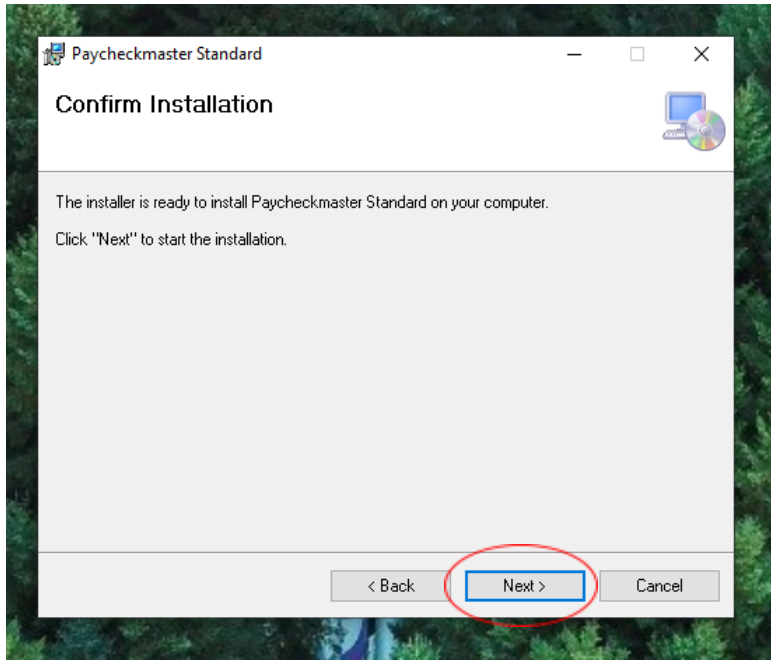 Paycheckmaster Standard
Confirm Installation
The installer is ready to install Paycheckmaster Standard on your computer.
Click "Next" to start the installation.
< Back
Next >
Cancel